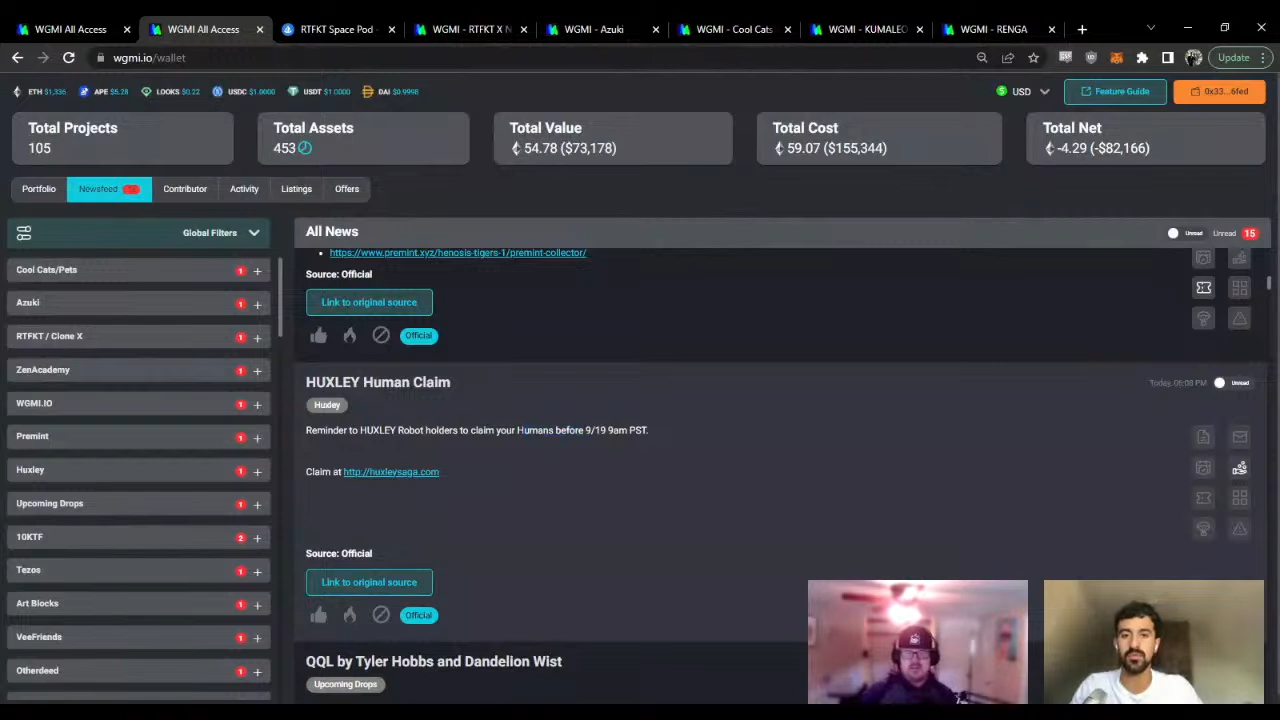 WGMI All Access
WGMI All Access
RTFKT Space Pod -
WGMI - RTFKT X N
WGMI - Azuki
WGMI - Cool Cats
WGMI - KUMALEO
WGMI - RENGA
wgmi.io/wallet
Update
ETH $1,336
APE $5.28
LOOKS $0.22
USDC $1.0000
USDT $1.0000
DAI $0.9998
USD
Feature Guide
0x33...6fed
Total Projects
105
Total Assets
453
Total Value
54.78 ($73,178)
Total Cost
59.07 ($155,344)
Total Net
-4.29 (-$82,166)
Portfolio
Newsfeed
Contributor
Activity
Listings
Offers
Global Filters
All News
Unread
Unread 15
Cool Cats/Pets 1 +
Azuki 1 +
RTFKT / Clone X 1 +
ZenAcademy 1 +
WGMI.IO 1 +
Premint 1 +
Huxley 1 +
Upcoming Drops 1 +
10KTF 2 +
Tezos 1 +
Art Blocks 1 +
VeeFriends 1 +
Otherdeed 1 +
https://www.premint.xyz/henosis-tigers-1/premint-collector/
Source: Official
Link to original source
Official
HUXLEY Human Claim
Today, 06:08 PM
Unread
Huxley
Reminder to HUXLEY Robot holders to claim your Humans before 9/19 9am PST.
Claim at http://huxleysaga.com
Source: Official
Link to original source
Official
QQL by Tyler Hobbs and Dandelion Wist
Upcoming Drops